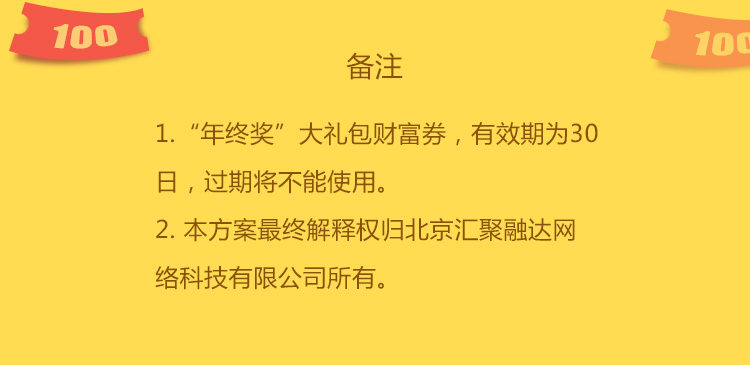 100
100
备注
1.“年终奖”大礼包财富券，有效期为30
日，过期将不能使用。
2. 本方案最终解释权归北京汇聚融达网
络科技有限公司所有。